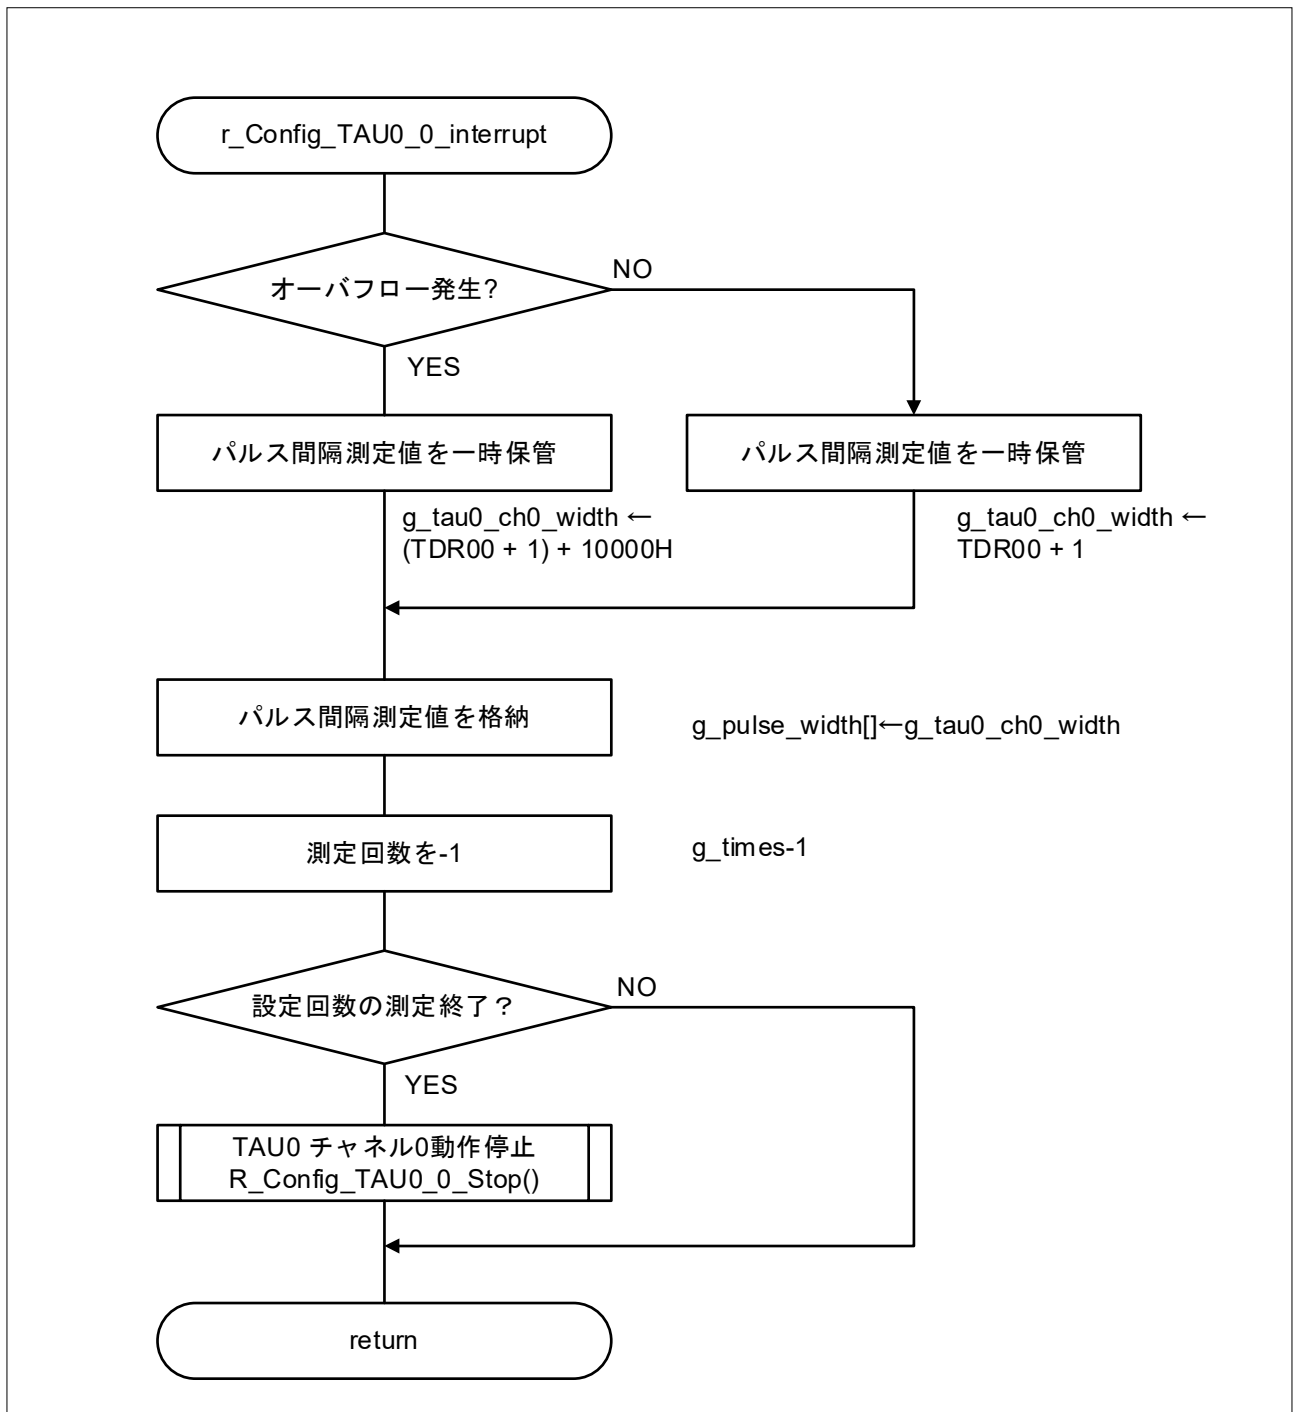 r_Config_TAU0_0_interrupt
オーバフロー発生?
NO
YES
パルス間隔測定値を一時保管
パルス間隔測定値を一時保管
g_tau0_ch0_width ←
(TDR00 + 1) + 10000H
g_tau0_ch0_width ←
TDR00 + 1
パルス間隔測定値を格納
g_pulse_width[]←g_tau0_ch0_width
測定回数を-1
g_times-1
設定回数の測定終了？
NO
YES
TAU0 チャネル0動作停止
R_Config_TAU0_0_Stop()
return